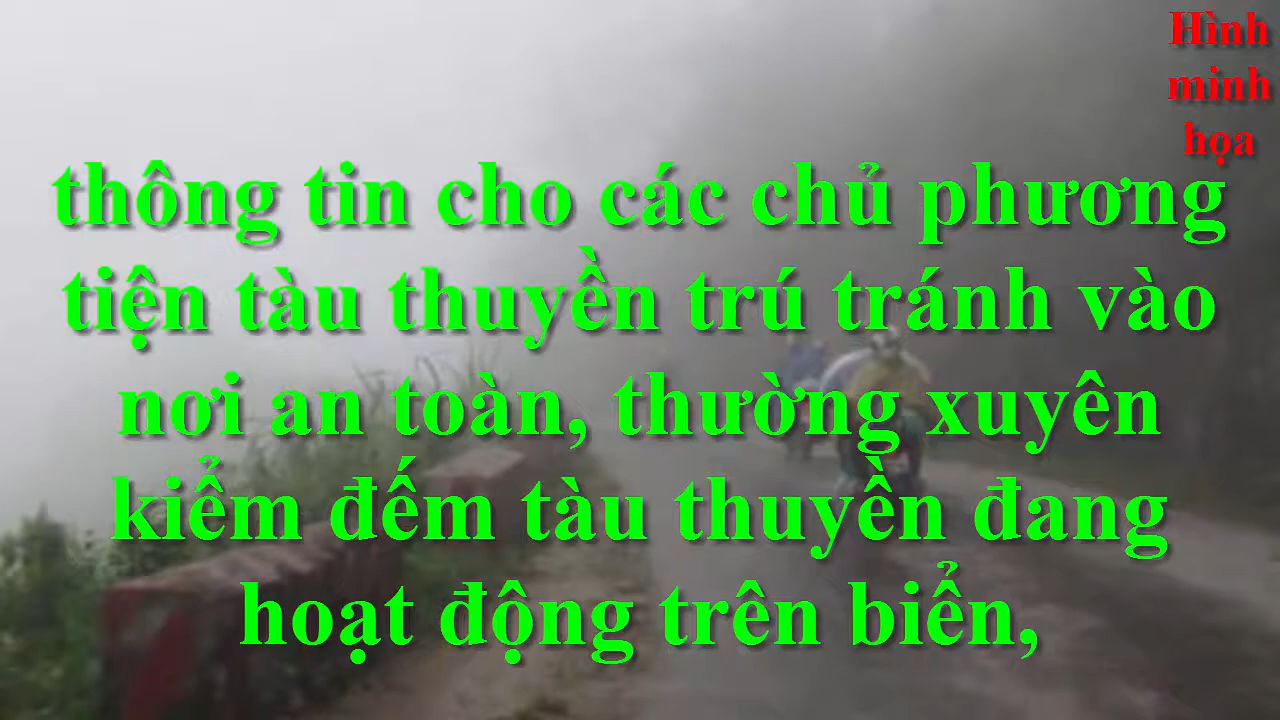 Hình
minh
họa
thông tin cho các chủ phương
tiện tàu thuyền trú tránh vào
nơi an toàn, thường xuyên
kiểm đếm tàu thuyền đang
hoạt động trên biển,